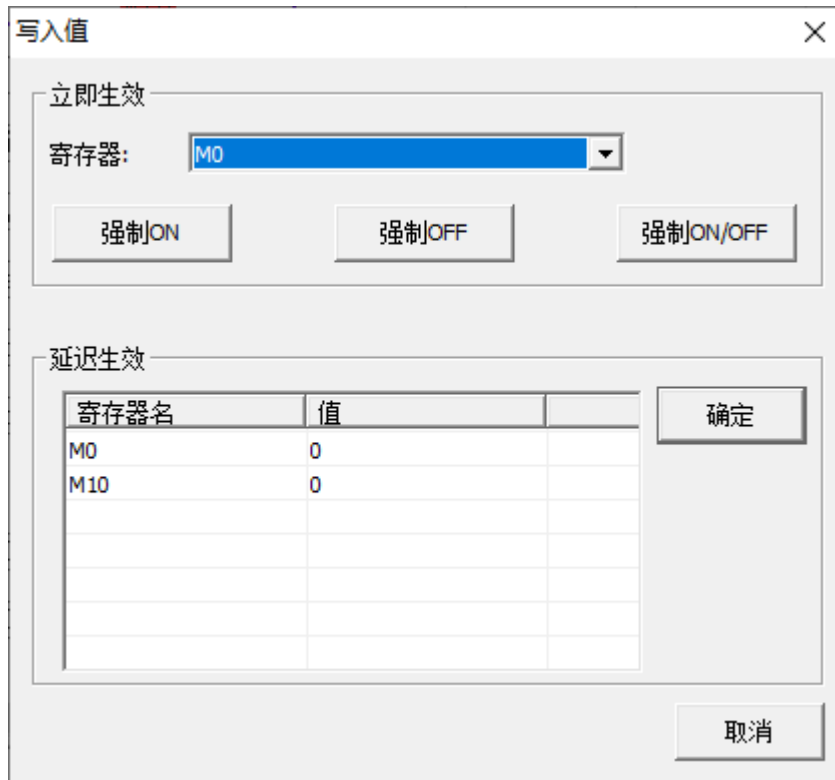 写入值
立即生效
寄存器: M0
强制ON 强制OFF 强制ON/OFF
延迟生效
寄存器名 值
确定
M0 0
M10 0
取消